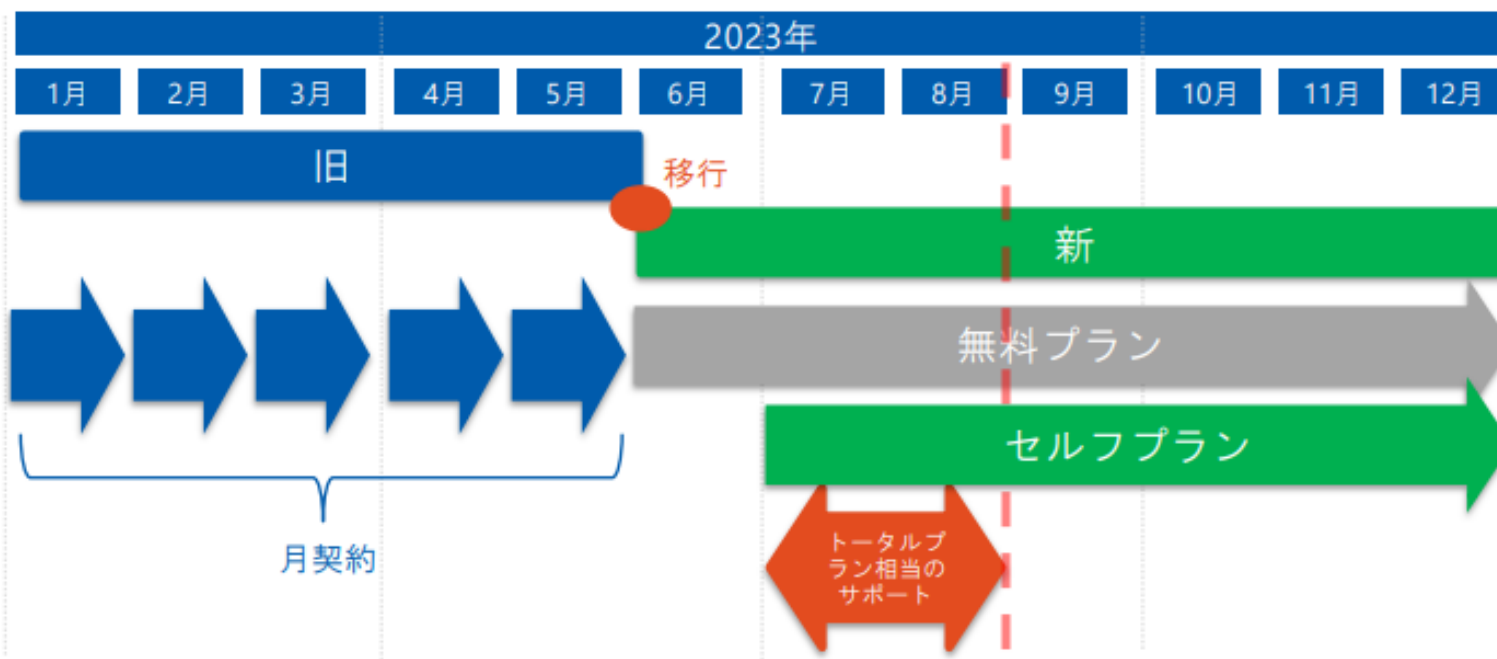 2023年
1月 2月 3月 4月 5月 6月 7月 8月 9月 10月 11月 12月
旧
移行
新
無料プラン
セルフプラン
トータルプ
ラン相当の
サポート
月契約